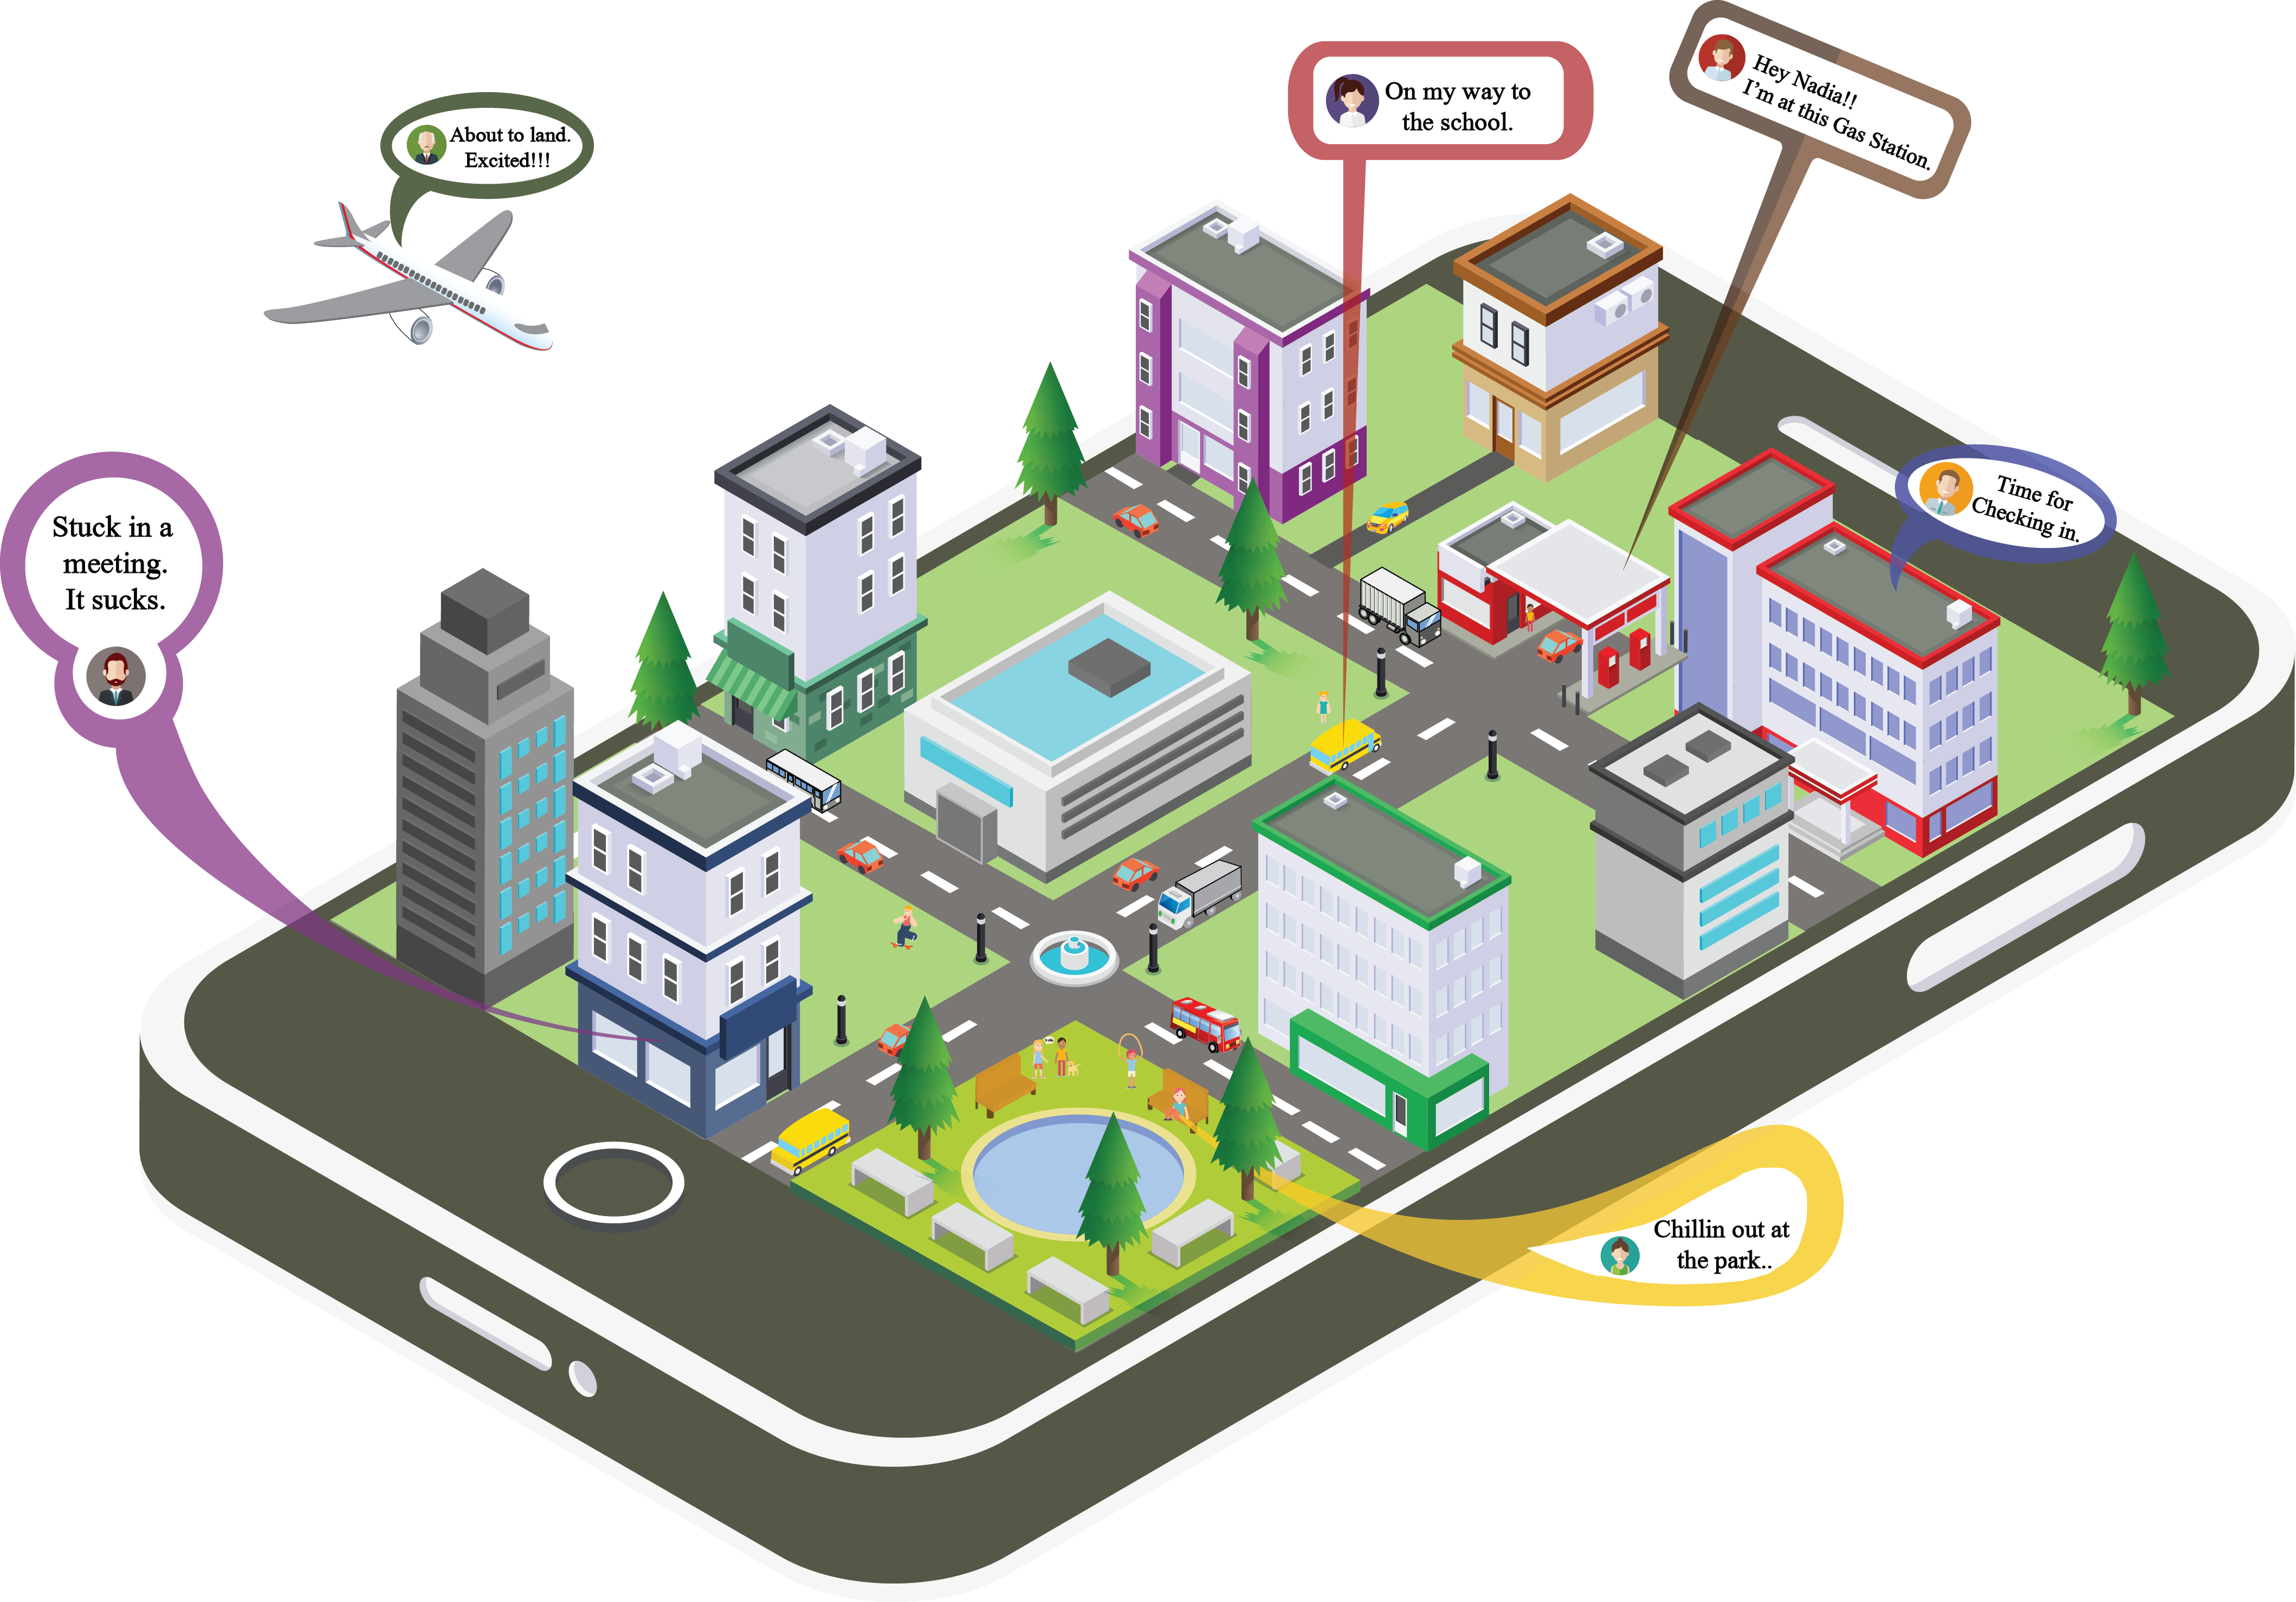 About to land.
Excited!!!
On my way to
the school.
Hey Nadia!!
I'm at this Gas Station.
Time for
Checking in.
Stuck in a
meeting.
It sucks.
Chillin out at
the park..